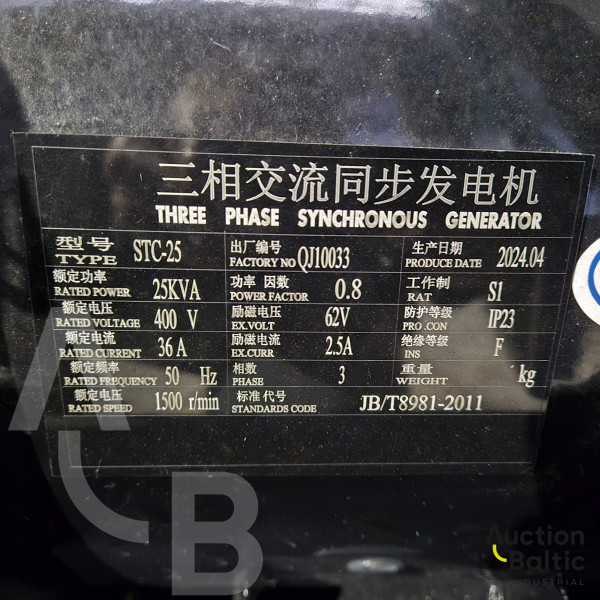 三相交流同步发电机
THREE PHASE SYNCHRONOUS GENERATOR
型号 STC-25 出厂编号 QJ10033 生产日期 2024.04
TYPE FACTORY NO PRODUCE DATE
额定功率 25KVA 功率 因数 0.8 工作制 S1
RATED POWER POWER FACTOR RAT
额定电压 400 V 励磁电压 62V 防护等级 IP23
RATED VOLTAGE EX.VOLT PRO.CON
额定电流 36 A 励磁电流 2.5A 绝缘等级 F
RATED CURRENT EX.CURR INS
额定频率 50 Hz 相数 3 重量 kg
RATED FREQUENCY PHASE WEIGHT
额定电压 1500 r/min 标准代号 JB/T8981-2011
RATED SPEED STANDARDS CODE
AB
Auction
Baltic
INDUSTRIAL